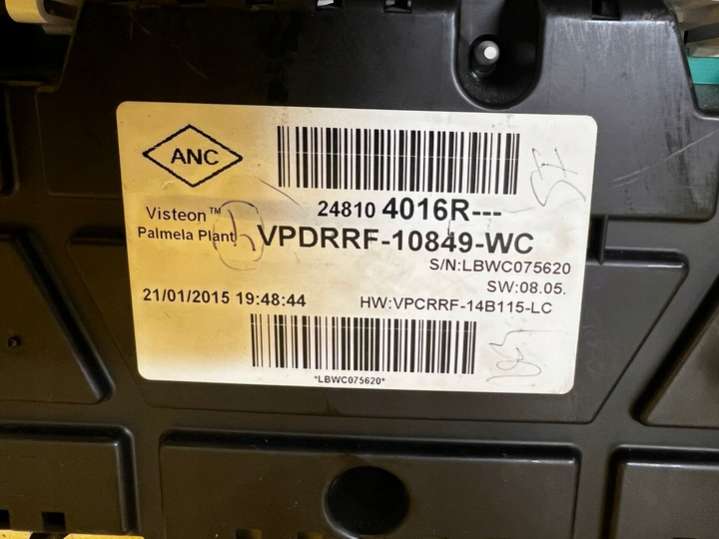 ANC
24810 4016R---
Visteon™
Palmela Plant
VPDRRF-10849-WC
S/N:LBWC075620
SW:08.05.
21/01/2015 19:48:44
HW:VPCRRF-14B115-LC
*LBWC075620*